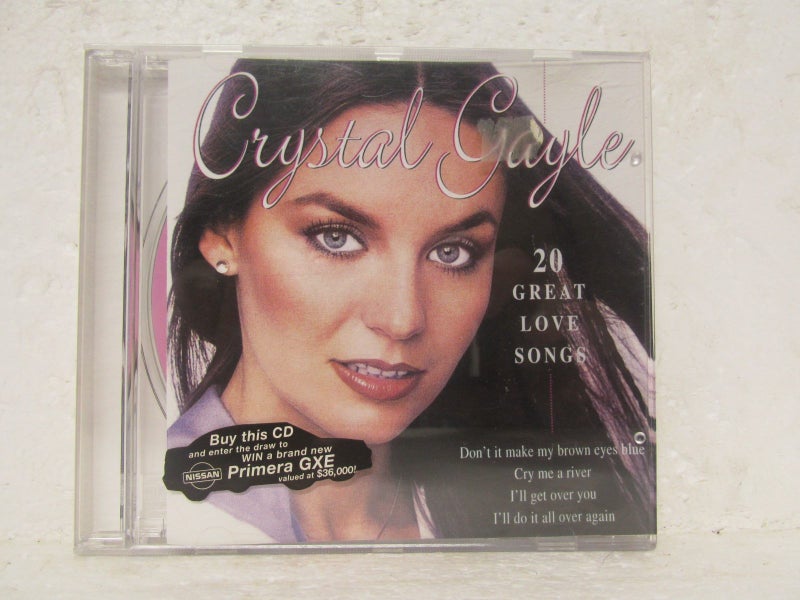 Crystal Gayle
20
GREAT
LOVE
SONGS
Buy this CD
and enter the draw to
WIN a brand new
Primera GXE
valued at $36,000!
NISSAN
Don't it make my brown eyes blue
Cry me a river
I'll get over you
I'll do it all over again